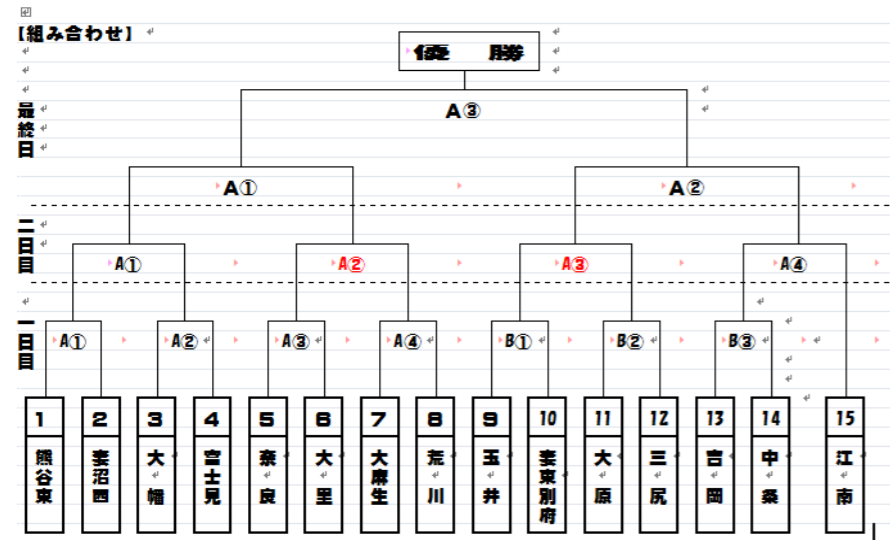 【組み合わせ】
優　勝
最終日
A③
A① A②
二日目
A① A② A③ A④
一日目
A① A② A③ A④ B① B② B③
1 2 3 4 5 6 7 8 9 10 11 12 13 14 15
熊谷東 妻沼西 大幡 富士見 奈良 大里 大麻生 荒川 玉井 妻東別府 大原 三尻 吉岡 中条 江南